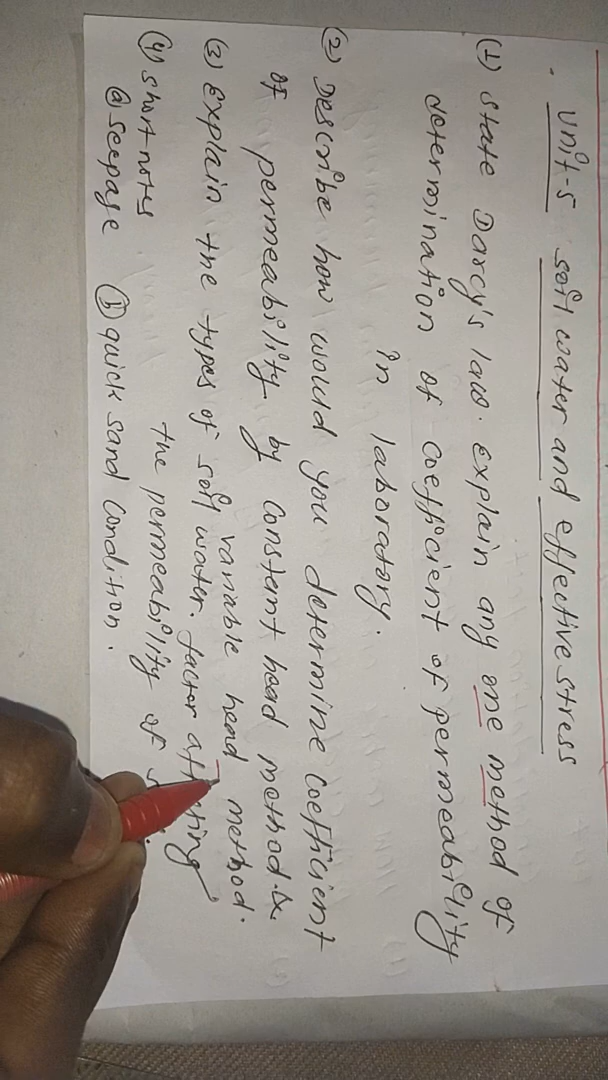 Unit-5 soil water and effective stress
(1) state Darcy's law. explain any one method of
determination of coefficient of permeability
in laboratory.
(2) Describe how would you determine coefficient
of permeability by constant head method. &
variable head method.
(3) explain the types of soil water. factor affecting
the permeability of
(4) short notes
(a) seepage (b) quick sand condition.